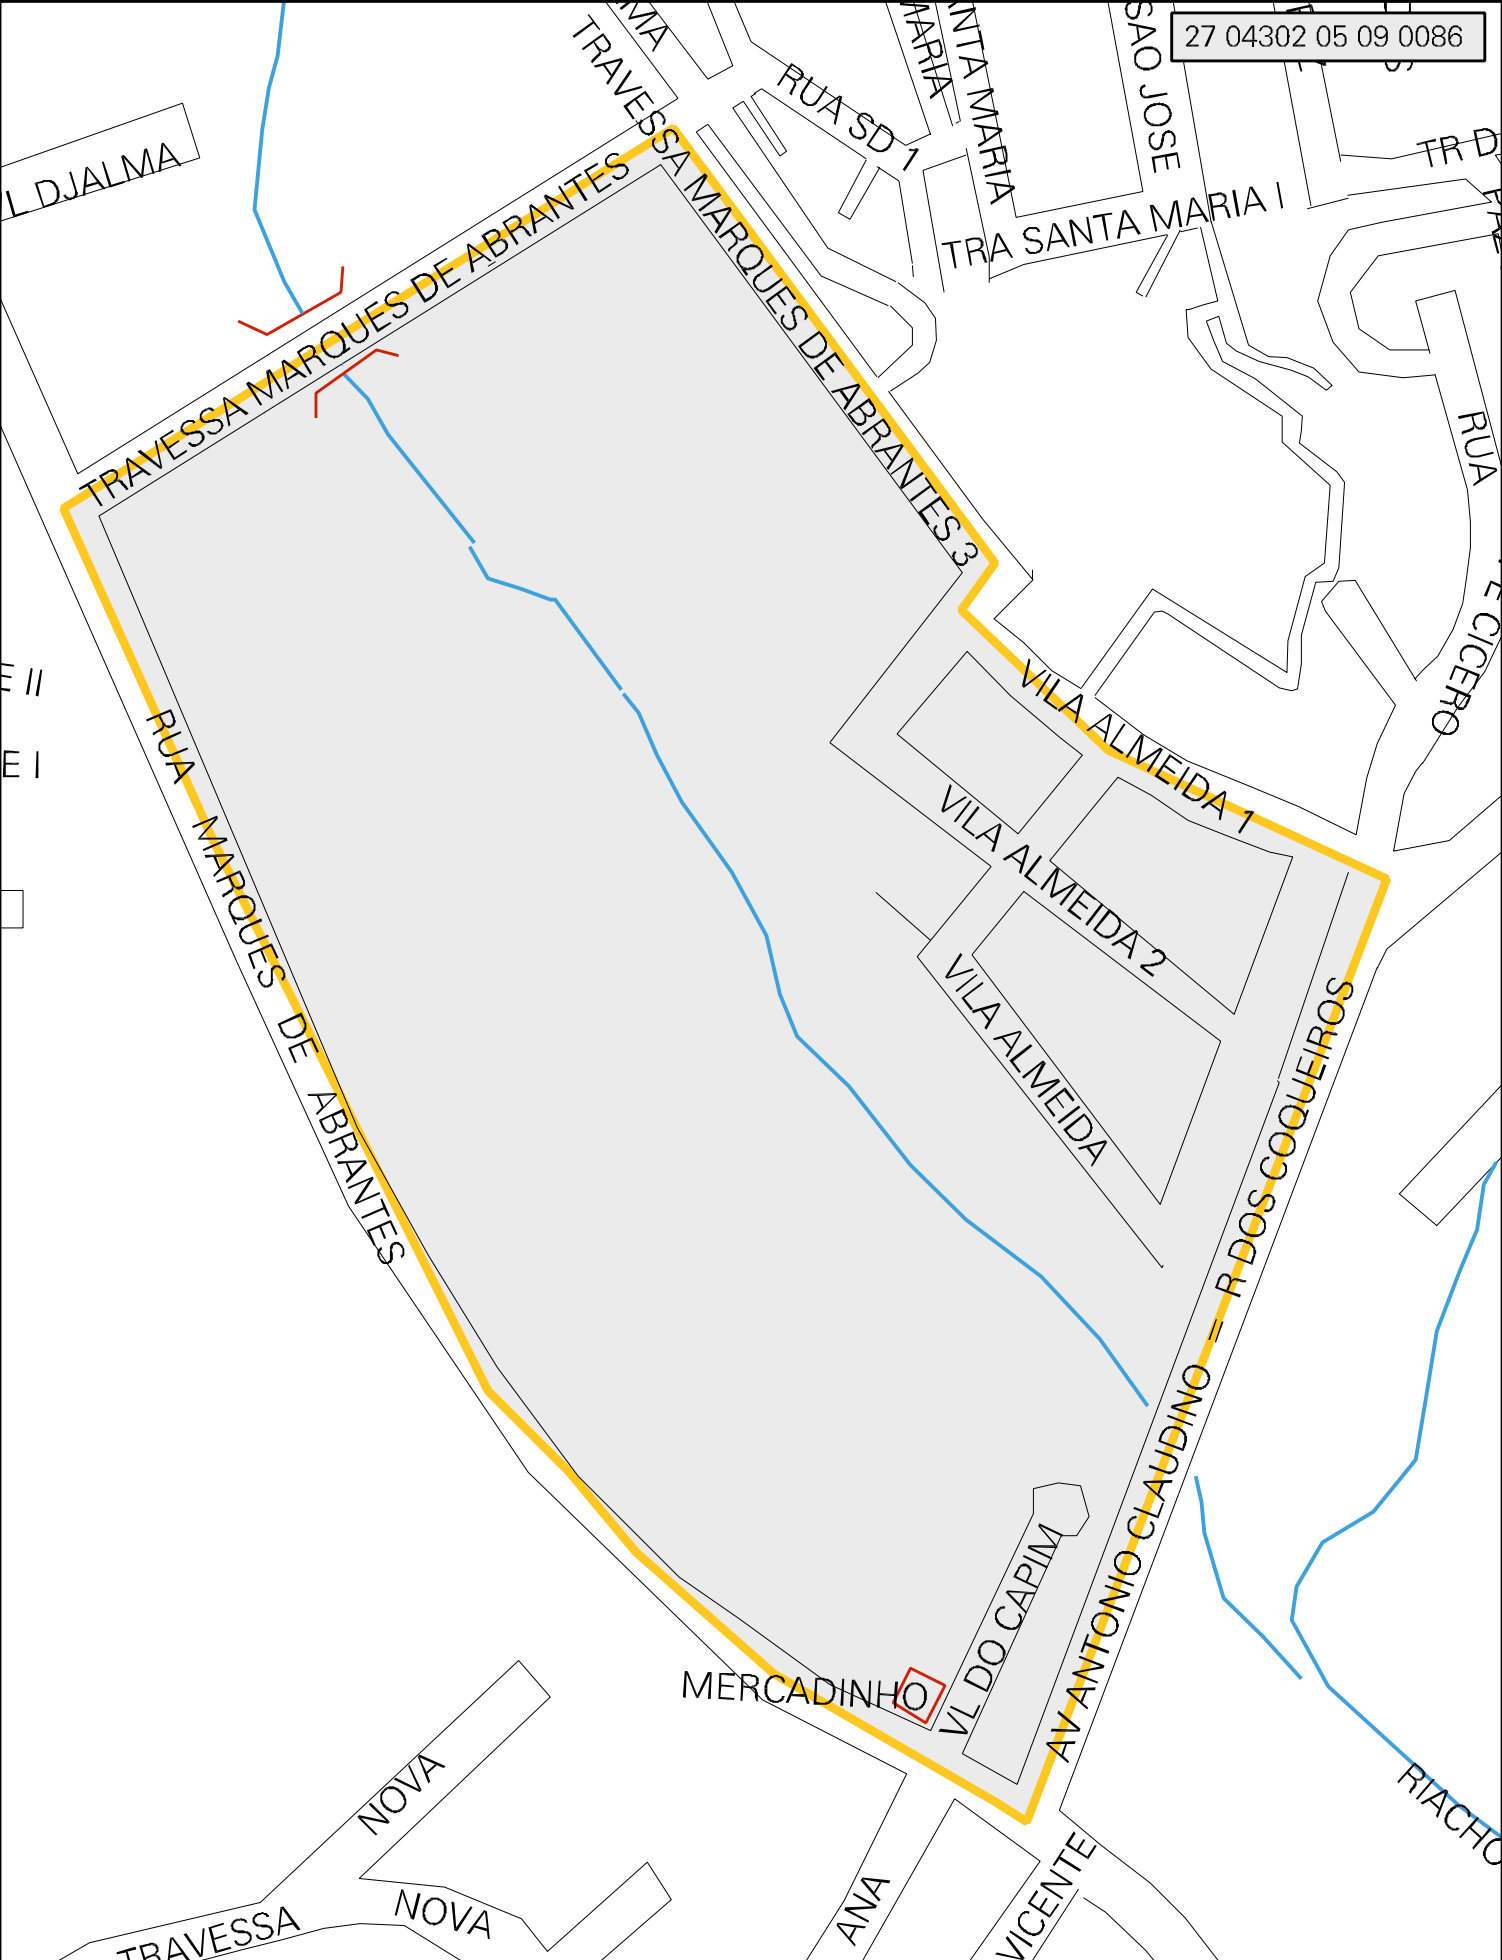 27 04302 05 09 0086
RUA SD 1
SAO JOSE
MARIA
TR D
L DJALMA
TRA SANTA MARIA I
TRAVESSA MARQUES DE ABRANTES
TRAVESSA MARQUES DE ABRANTES 3
RUA
E CICERO
E II
E I
VILA ALMEIDA 1
VILA ALMEIDA 2
VILA ALMEIDA
RUA MARQUES DE ABRANTES
AV ANTONIO CLAUDINO = R DOS COQUEIROS
VL DO CAPIM
MERCADINHO
NOVA
RIACHO
TRAVESSA
NOVA
ANA
VICENTE